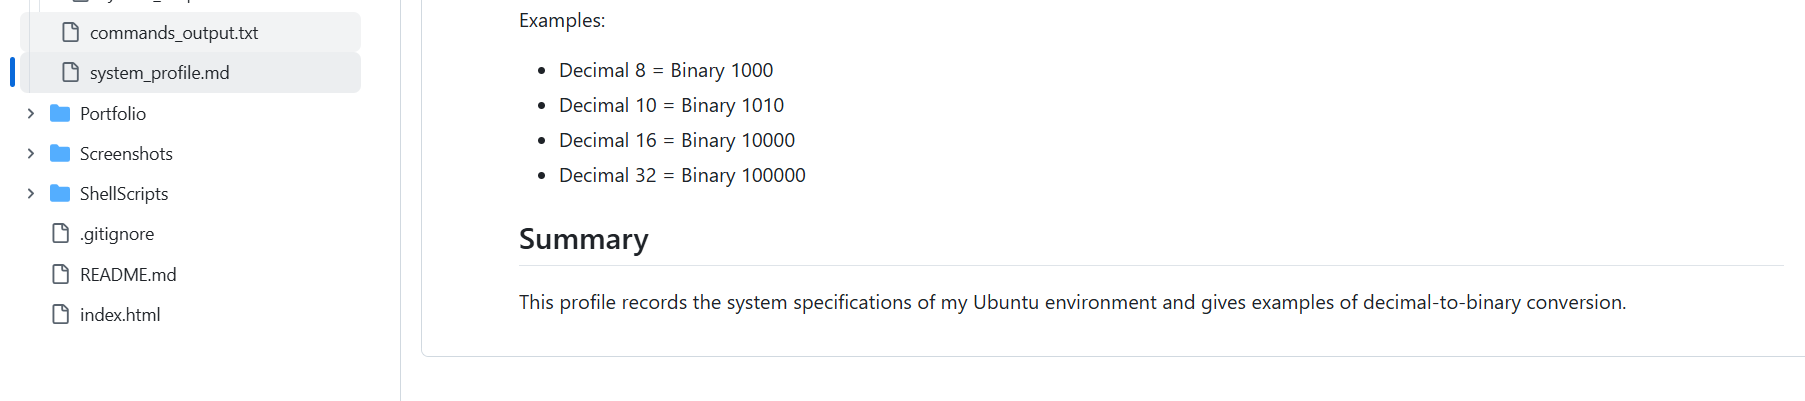 commands_output.txt
system_profile.md
Portfolio
Screenshots
ShellScripts
.gitignore
README.md
index.html
Examples:
Decimal 8 = Binary 1000
Decimal 10 = Binary 1010
Decimal 16 = Binary 10000
Decimal 32 = Binary 100000
Summary
This profile records the system specifications of my Ubuntu environment and gives examples of decimal-to-binary conversion.